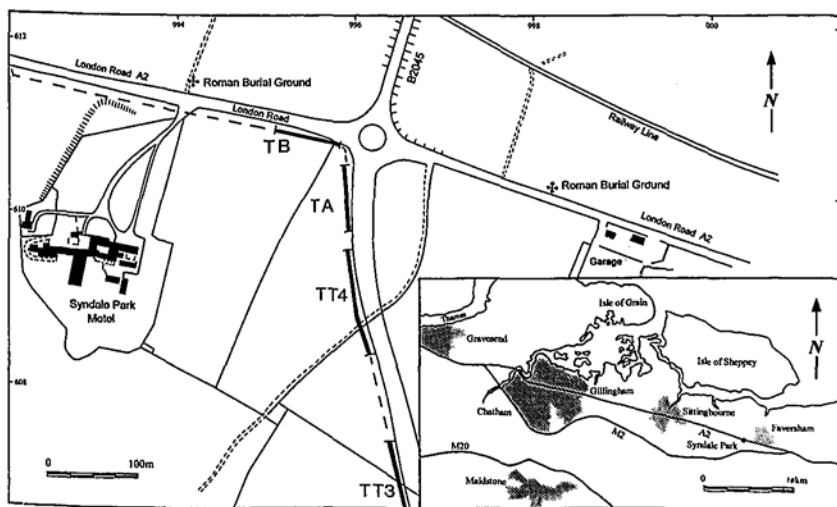 994
996
998
000
612
610
608
London Road A2
Roman Burial Ground
London Road
B2045
Railway Line
N
TB
TA
TT4
TT3
Roman Burial Ground
London Road A2
Garage
Syndale Park
Motel
0
100m
Thames
Gravesend
Isle of Grain
N
Isle of Sheppey
Gillingham
Chatham
Sittingbourne
Faversham
A2
Syndale Park
M2
M20
Maidstone
0